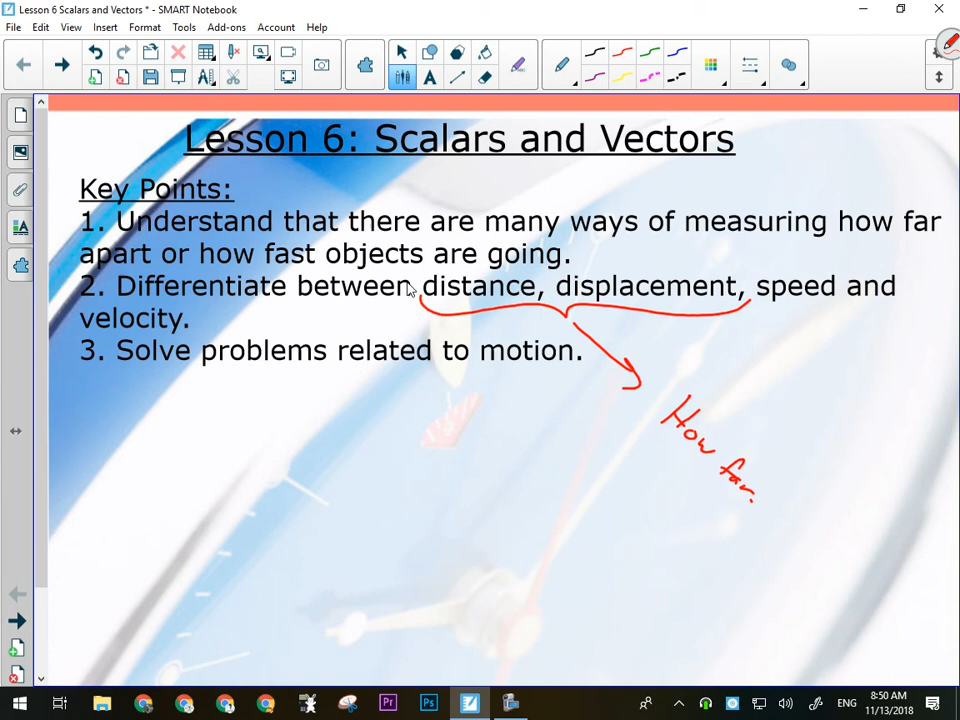 Lesson 6 Scalars and Vectors * - SMART Notebook
File Edit View Insert Format Tools Add-ons Account Help
Lesson 6: Scalars and Vectors
Key Points:
1. Understand that there are many ways of measuring how far
apart or how fast objects are going.
2. Differentiate between distance, displacement, speed and
velocity.
3. Solve problems related to motion.
How far.
Pr Ps ENG 8:50 AM
11/13/2018